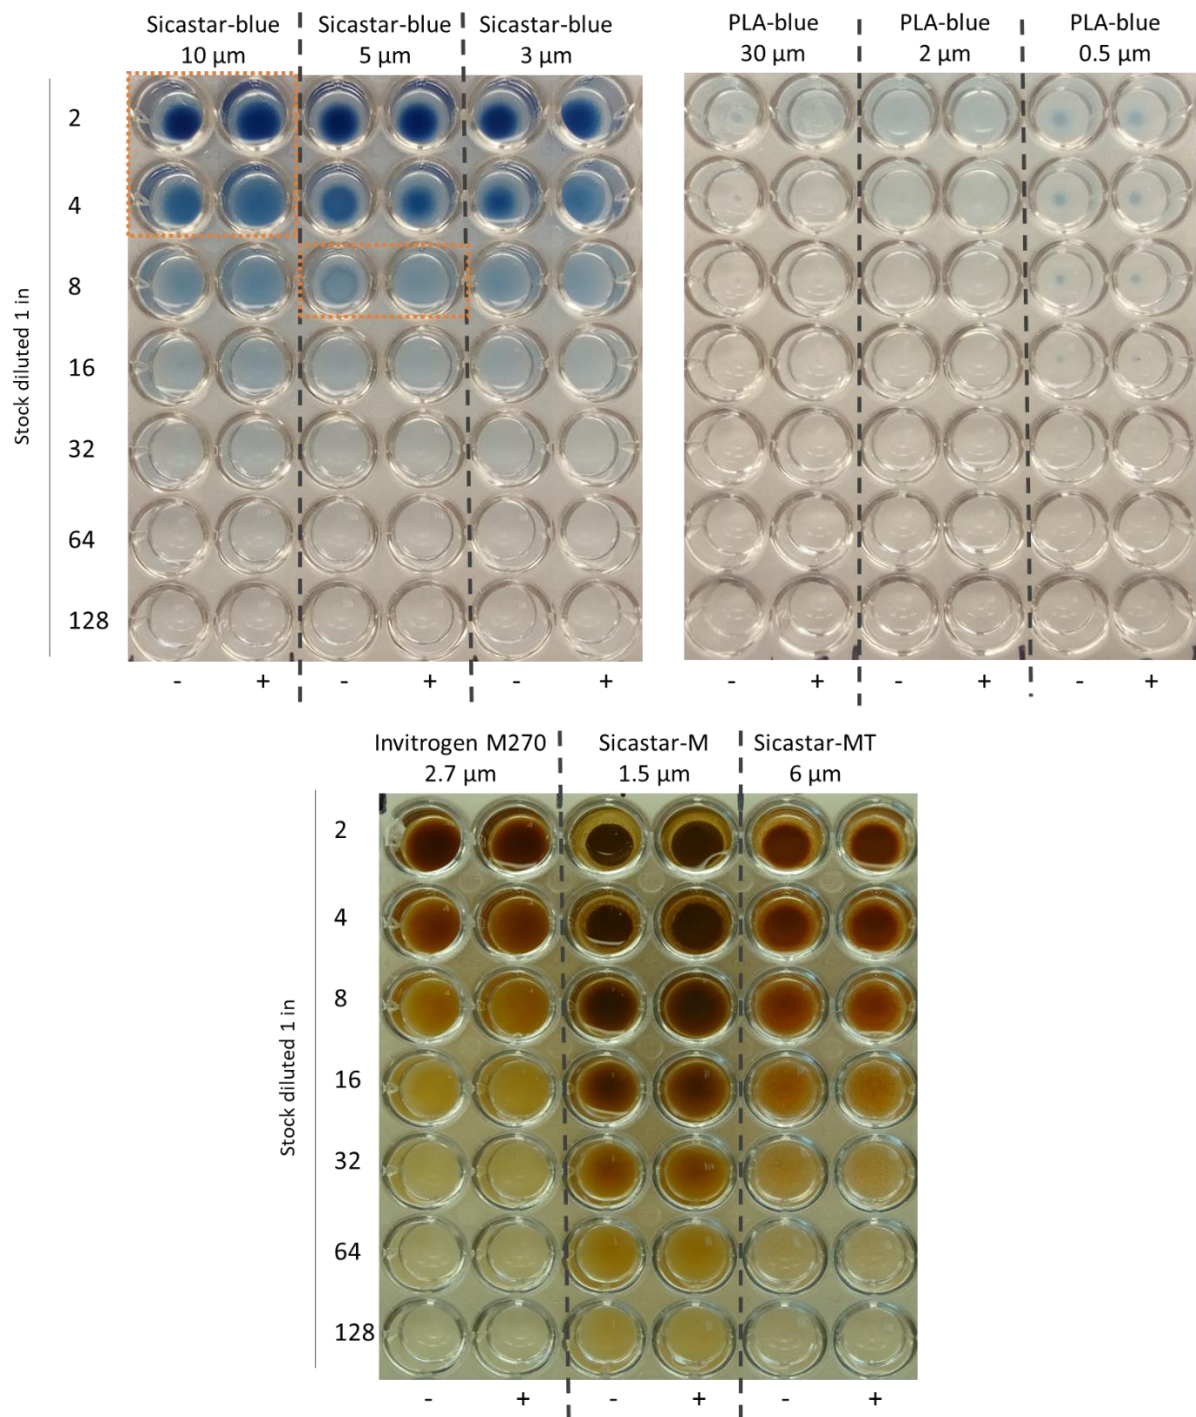 Sicastar-blue
10 µm
Sicastar-blue
5 µm
Sicastar-blue
3 µm
PLA-blue
30 µm
PLA-blue
2 µm
PLA-blue
0.5 µm
Stock diluted 1 in
2
4
8
16
32
64
128
- + - + - +
- + - + - +
Invitrogen M270
2.7 µm
Sicastar-M
1.5 µm
Sicastar-MT
6 µm
Stock diluted 1 in
2
4
8
16
32
64
128
- + - + - +